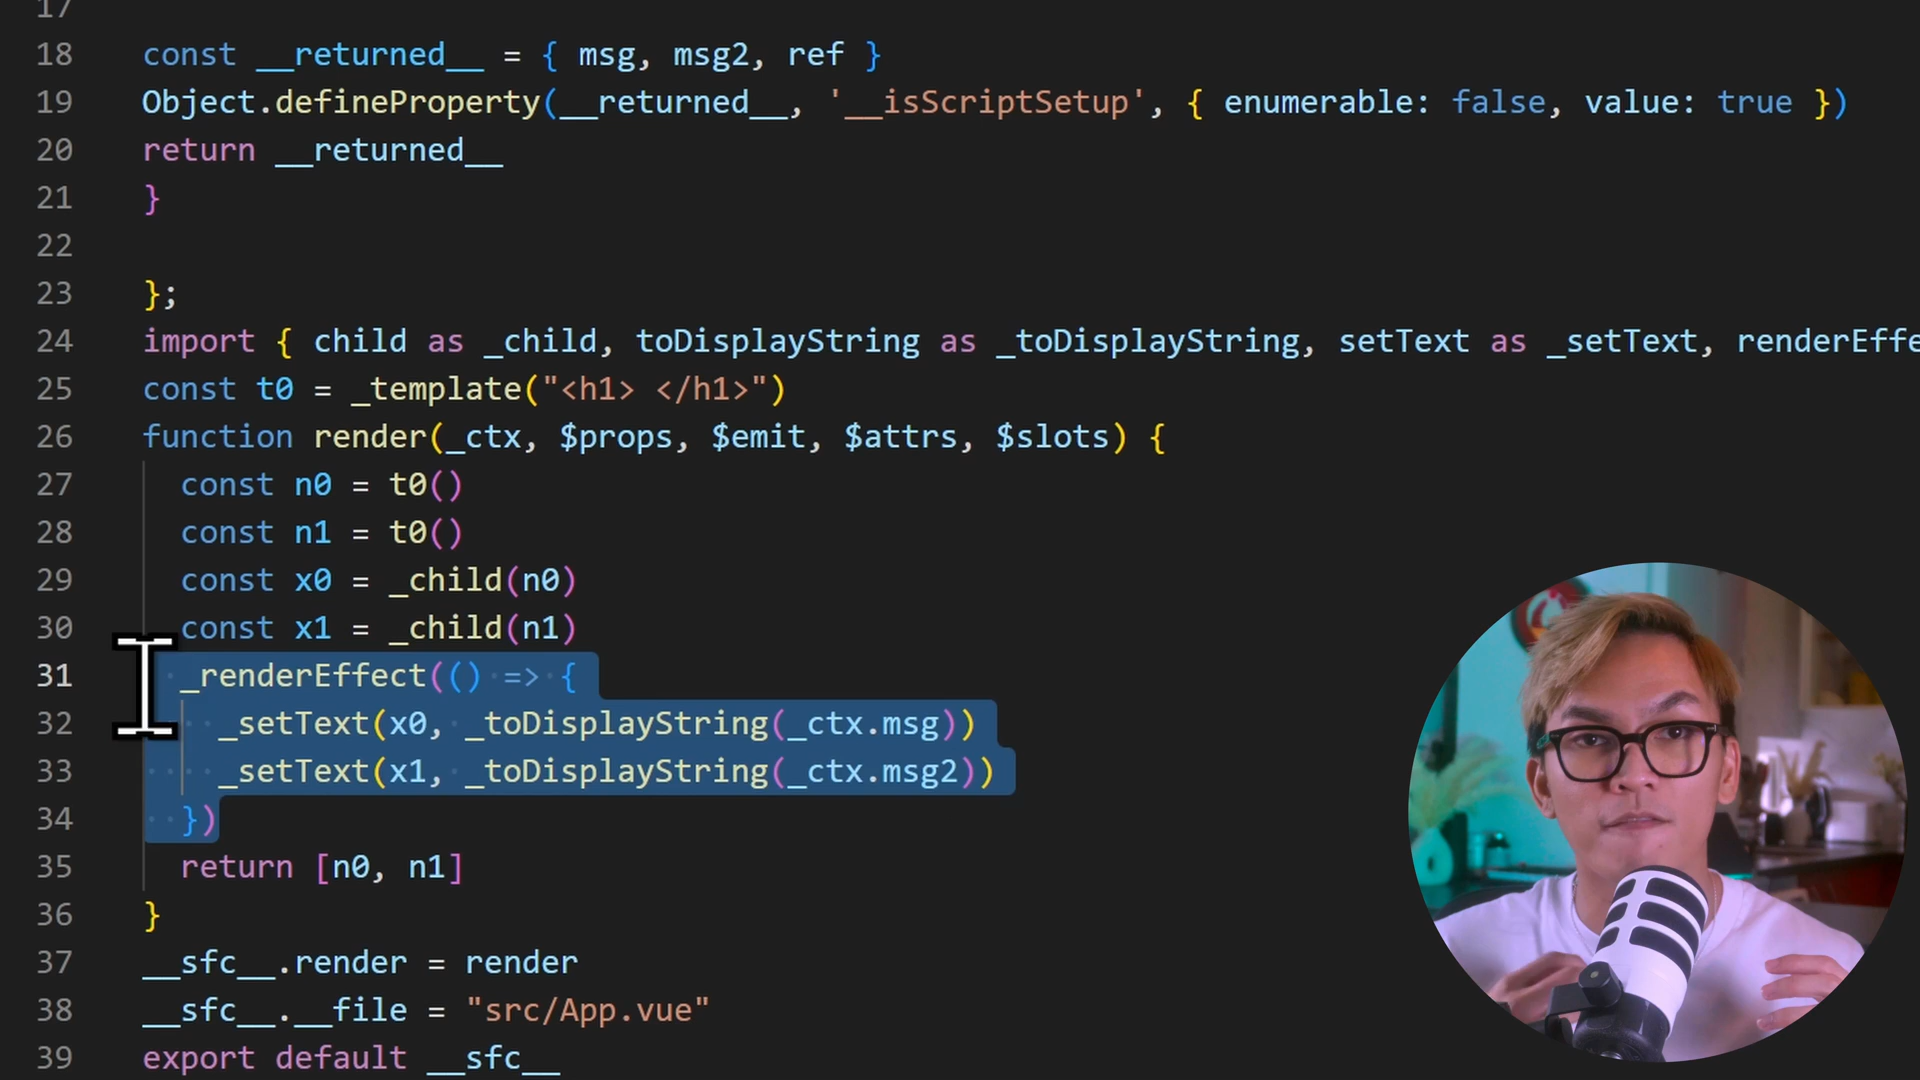 17
18 const __returned__ = { msg, msg2, ref }
19 Object.defineProperty(__returned__, '__isScriptSetup', { enumerable: false, value: true })
20 return __returned__
21 }
22
23 };
24 import { child as _child, toDisplayString as _toDisplayString, setText as _setText, renderEffe
25 const t0 = _template("<h1> </h1>")
26 function render(_ctx, $props, $emit, $attrs, $slots) {
27 const n0 = t0()
28 const n1 = t0()
29 const x0 = _child(n0)
30 const x1 = _child(n1)
31 _renderEffect(() => {
32 _setText(x0, _toDisplayString(_ctx.msg))
33 _setText(x1, _toDisplayString(_ctx.msg2))
34 })
35 return [n0, n1]
36 }
37 __sfc__.render = render
38 __sfc__.__file = "src/App.vue"
39 export default __sfc__